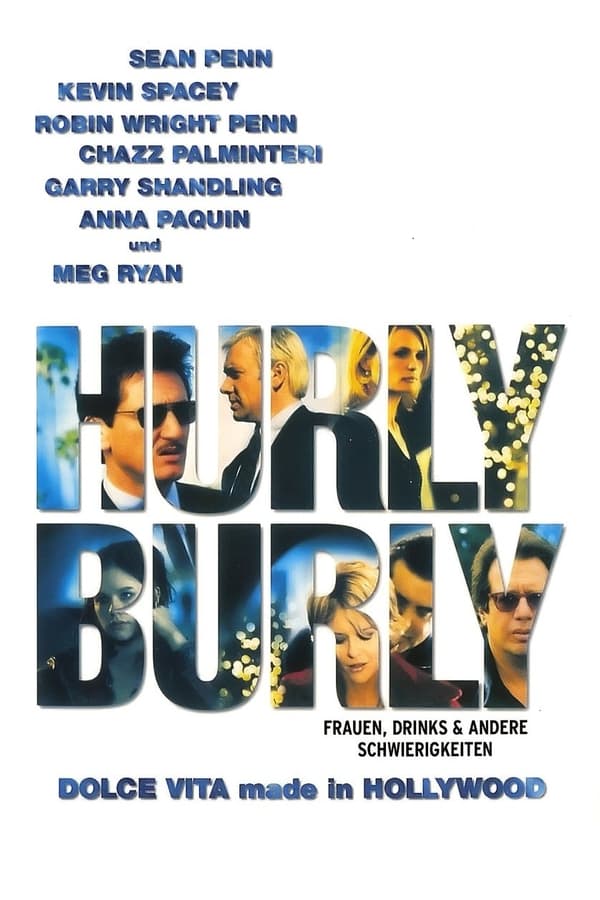 SEAN PENN
KEVIN SPACEY
ROBIN WRIGHT PENN
CHAZZ PALMINTERI
GARRY SHANDLING
ANNA PAQUIN
und
MEG RYAN
HURLY
BURLY
FRAUEN, DRINKS & ANDERE
SCHWIERIGKEITEN
DOLCE VITA made in HOLLYWOOD